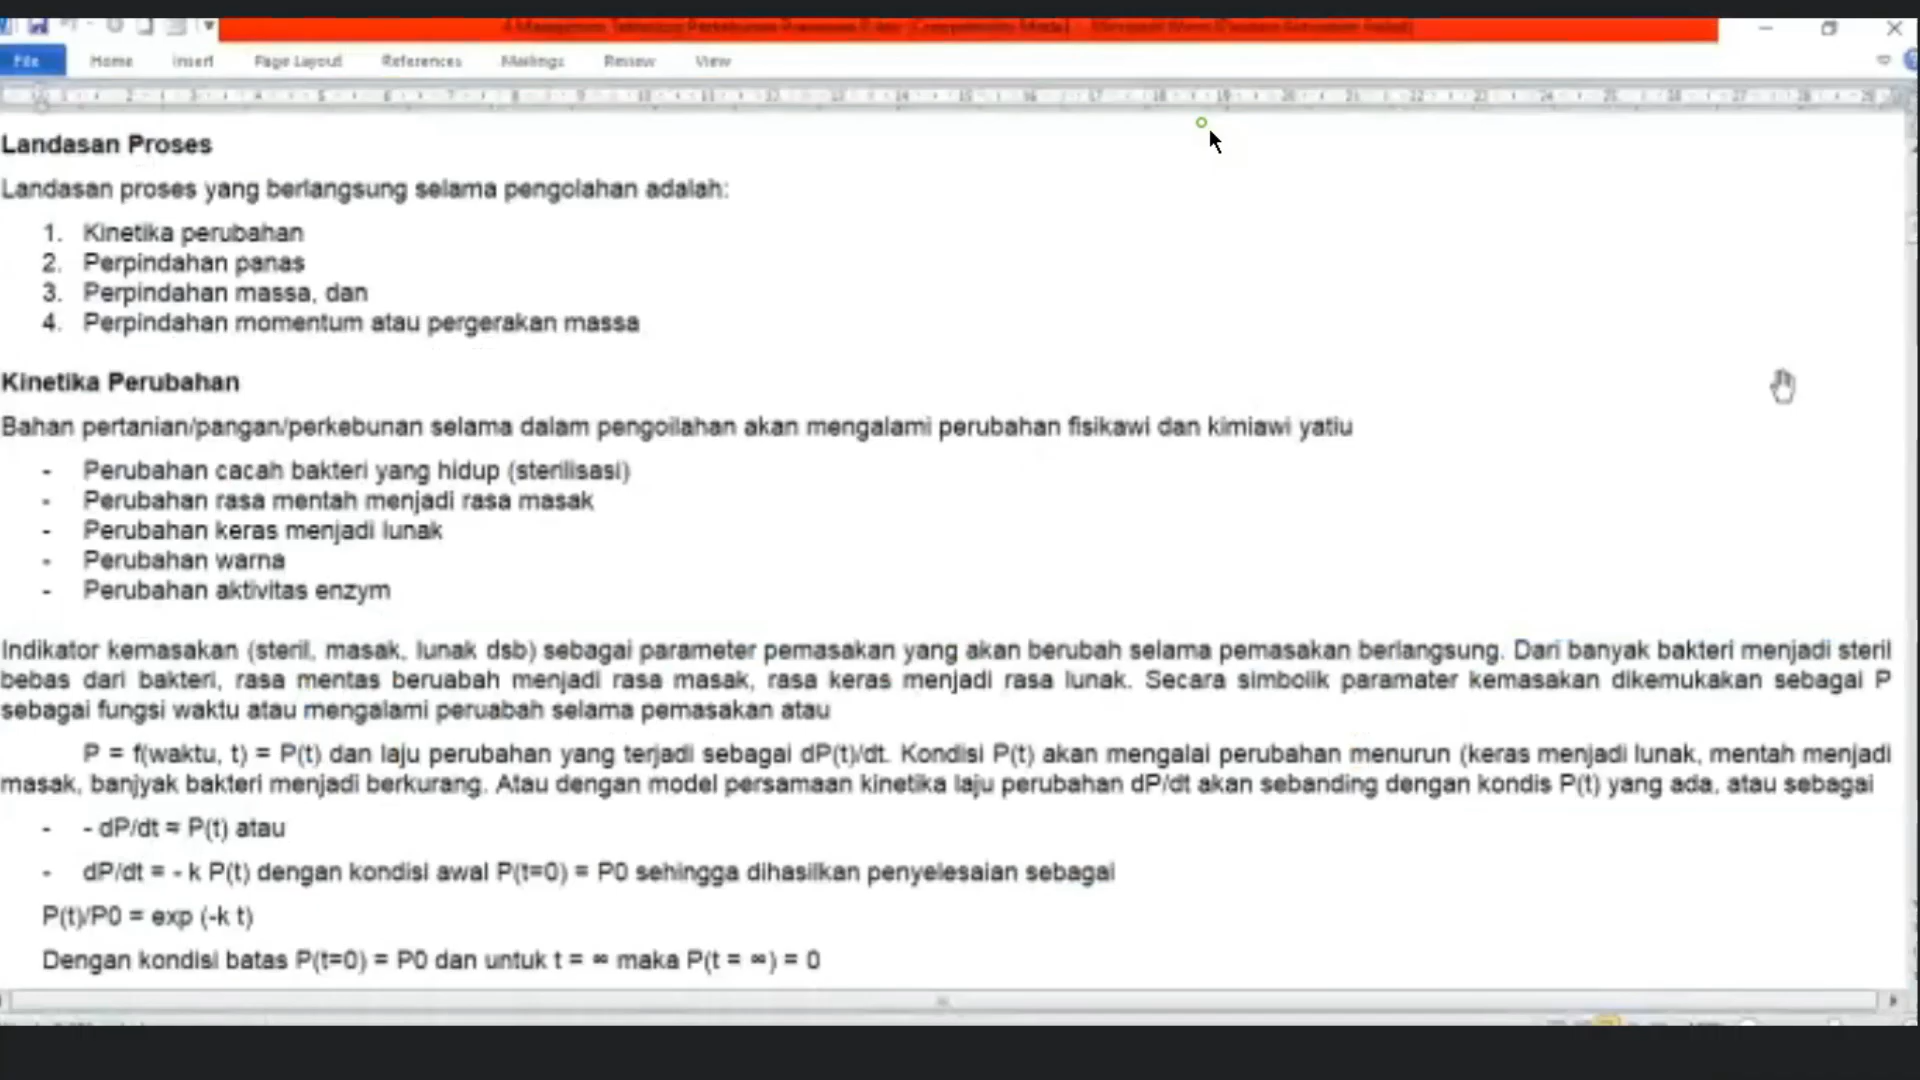 File Home Insert Page Layout References Mailings Review View
Landasan Proses
Landasan proses yang berlangsung selama pengolahan adalah:
1. Kinetika perubahan
2. Perpindahan panas
3. Perpindahan massa, dan
4. Perpindahan momentum atau pergerakan massa
Kinetika Perubahan
Bahan pertanian/pangan/perkebunan selama dalam pengoilahan akan mengalami perubahan fisikawi dan kimiawi yatiu
- Perubahan cacah bakteri yang hidup (sterilisasi)
- Perubahan rasa mentah menjadi rasa masak
- Perubahan keras menjadi lunak
- Perubahan warna
- Perubahan aktivitas enzym
Indikator kemasakan (steril, masak, lunak dsb) sebagai parameter pemasakan yang akan berubah selama pemasakan berlangsung. Dari banyak bakteri menjadi steril
bebas dari bakteri, rasa mentas beruabah menjadi rasa masak, rasa keras menjadi rasa lunak. Secara simbolik paramater kemasakan dikemukakan sebagai P
sebagai fungsi waktu atau mengalami peruabah selama pemasakan atau
P = f(waktu, t) = P(t) dan laju perubahan yang terjadi sebagai dP(t)/dt. Kondisi P(t) akan mengalal perubahan menurun (keras menjadi lunak, mentah menjadi
masak, banjyak bakteri menjadi berkurang. Atau dengan model persamaan kinetika laju perubahan dP/dt akan sebanding dengan kondis P(t) yang ada, atau sebagai
- - dP/dt ≈ P(t) atau
- dP/dt = - k P(t) dengan kondisi awal P(t=0) = P0 sehingga dihasilkan penyelesaian sebagai
P(t)/P0 = exp (-k t)
Dengan kondisi batas P(t=0) = P0 dan untuk t = ∞ maka P(t = ∞) = 0